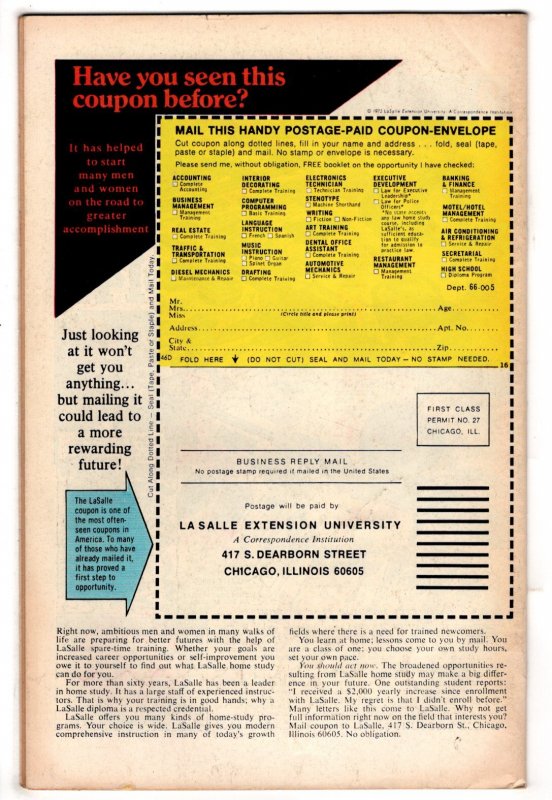 Have you seen this
coupon before?
© 1972 LaSalle Extension University A Correspondence Institution
It has helped
to start
many men
and women
on the road to
greater
accomplishment
Just looking
at it won't
get you
anything...
but mailing it
could lead to
a more
rewarding
future!
The LaSalle
coupon is one of
the most often-
seen coupons in
America. To many
of those who have
already mailed it,
it has proved a
first step to
opportunity.
Cut Along Dotted Line — Seal (Tape, Paste or Staple) and Mail Today.
MAIL THIS HANDY POSTAGE-PAID COUPON-ENVELOPE
Cut coupon along dotted lines, fill in your name and address . . . fold, seal (tape,
paste or staple) and mail. No stamp or envelope is necessary.
Please send me, without obligation, FREE booklet on the opportunity I have checked:
ACCOUNTING
Complete
Accounting
BUSINESS
MANAGEMENT
Management
Training
REAL ESTATE
Complete Training
TRAFFIC &
TRANSPORTATION
Complete Training
DIESEL MECHANICS
Maintenance & Repair
INTERIOR
DECORATING
Complete Training
COMPUTER
PROGRAMMING
Basic Training
LANGUAGE
INSTRUCTION
French Spanish
MUSIC
INSTRUCTION
Piano Guitar
Spinet Organ
DRAFTING
Complete Training
ELECTRONICS
TECHNICIAN
Technician Training
STENOTYPE
Machine Shorthand
WRITING
Fiction Non-Fiction
ART TRAINING
Complete Training
DENTAL OFFICE
ASSISTANT
Complete Training
AUTOMOTIVE
MECHANICS
Service & Repair
EXECUTIVE
DEVELOPMENT
Law for Executive
Leadership*
Law for Police
Officers*
*No state accepts
any law home study
course, including
LaSalle's, as
sufficient educa-
tion to qualify
for admission to
practice law.
RESTAURANT
MANAGEMENT
Management
Training
BANKING
& FINANCE
Management
Training
MOTEL/HOTEL
MANAGEMENT
Complete Training
AIR CONDITIONING
& REFRIGERATION
Service & Repair
SECRETARIAL
Complete Training
HIGH SCHOOL
Diploma Program
Dept. 66-005
Mr.
Mrs. Age
Miss (Circle title and please print)
Address Apt. No.
City &
State Zip
46D FOLD HERE ↓ (DO NOT CUT) SEAL AND MAIL TODAY — NO STAMP NEEDED. 16
FIRST CLASS
PERMIT NO. 27
CHICAGO, ILL.
BUSINESS REPLY MAIL
No postage stamp required if mailed in the United States
Postage will be paid by
LA SALLE EXTENSION UNIVERSITY
A Correspondence Institution
417 S. DEARBORN STREET
CHICAGO, ILLINOIS 60605
Right now, ambitious men and women in many walks of
life are preparing for better futures with the help of
LaSalle spare-time training. Whether your goals are
increased career opportunities or self-improvement you
owe it to yourself to find out what LaSalle home study
can do for you.
For more than sixty years, LaSalle has been a leader
in home study. It has a large staff of experienced instruc-
tors. That is why your training is in good hands; why a
LaSalle diploma is a respected credential.
LaSalle offers you many kinds of home-study pro-
grams. Your choice is wide. LaSalle gives you modern
comprehensive instruction in many of today's growth
fields where there is a need for trained newcomers.
You learn at home; lessons come to you by mail. You
are a class of one; you choose your own study hours,
set your own pace.
You should act now. The broadened opportunities re-
sulting from LaSalle home study may make a big differ-
ence in your future. One outstanding student reports:
"I received a $2,000 yearly increase since enrollment
with LaSalle. My regret is that I didn't enroll before."
Many letters like this come to LaSalle. Why not get
full information right now on the field that interests you?
Mail coupon to LaSalle, 417 S. Dearborn St., Chicago,
Illinois 60605. No obligation.